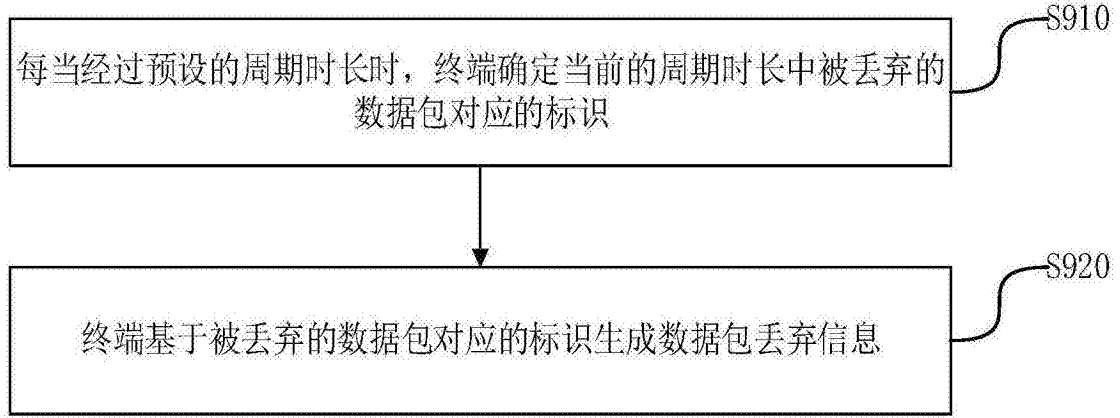 S910
每当经过预设的周期时长时，终端确定当前的周期时长中被丢弃的
数据包对应的标识
S920
终端基于被丢弃的数据包对应的标识生成数据包丢弃信息